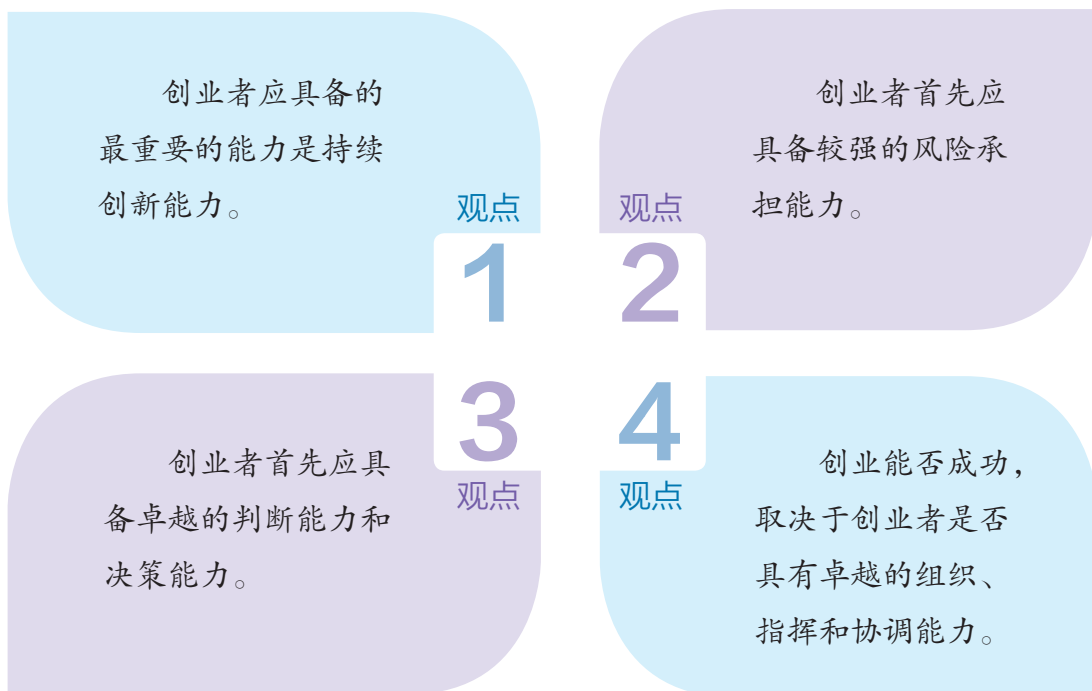 创业者应具备的
最重要的能力是持续
创新能力。
观点
1
创业者首先应
具备较强的风险承
担能力。
观点
2
3
观点
创业者首先应具
备卓越的判断能力和
决策能力。
4
观点
创业能否成功，
取决于创业者是否
具有卓越的组织、
指挥和协调能力。